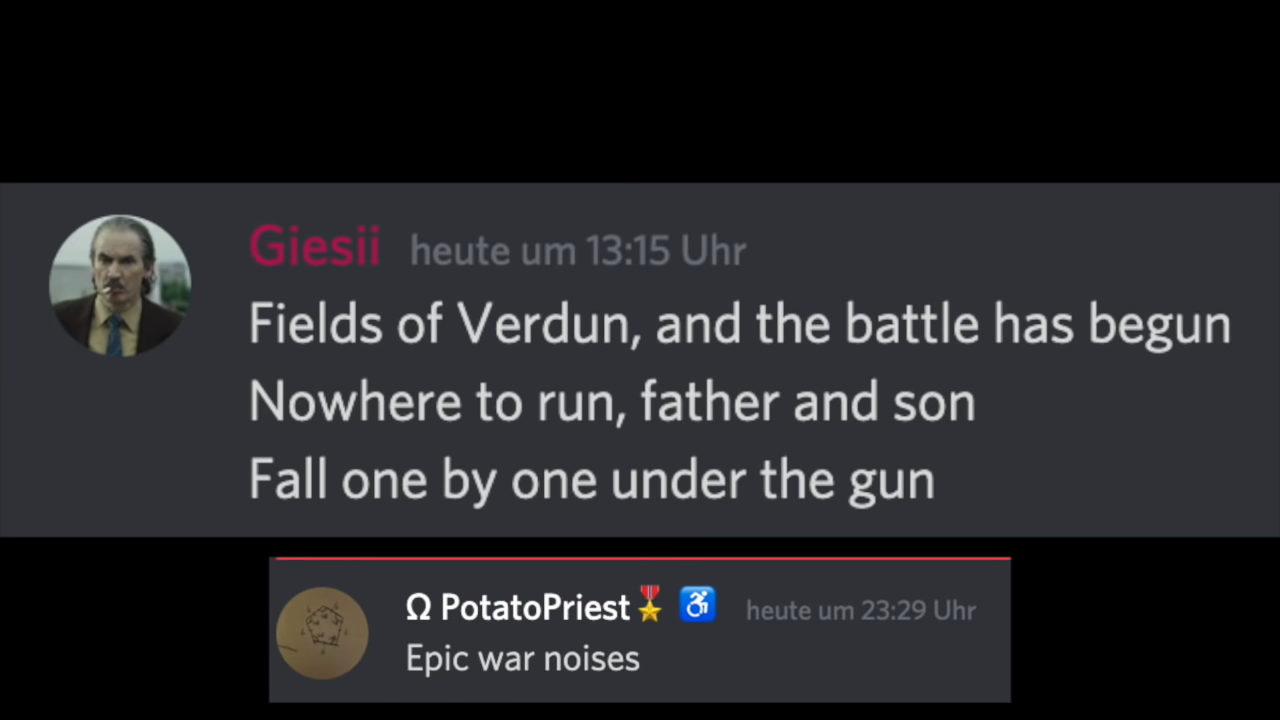 Giesii heute um 13:15 Uhr
Fields of Verdun, and the battle has begun
Nowhere to run, father and son
Fall one by one under the gun
Ω PotatoPriest🎖️ ♿ heute um 23:29 Uhr
Epic war noises